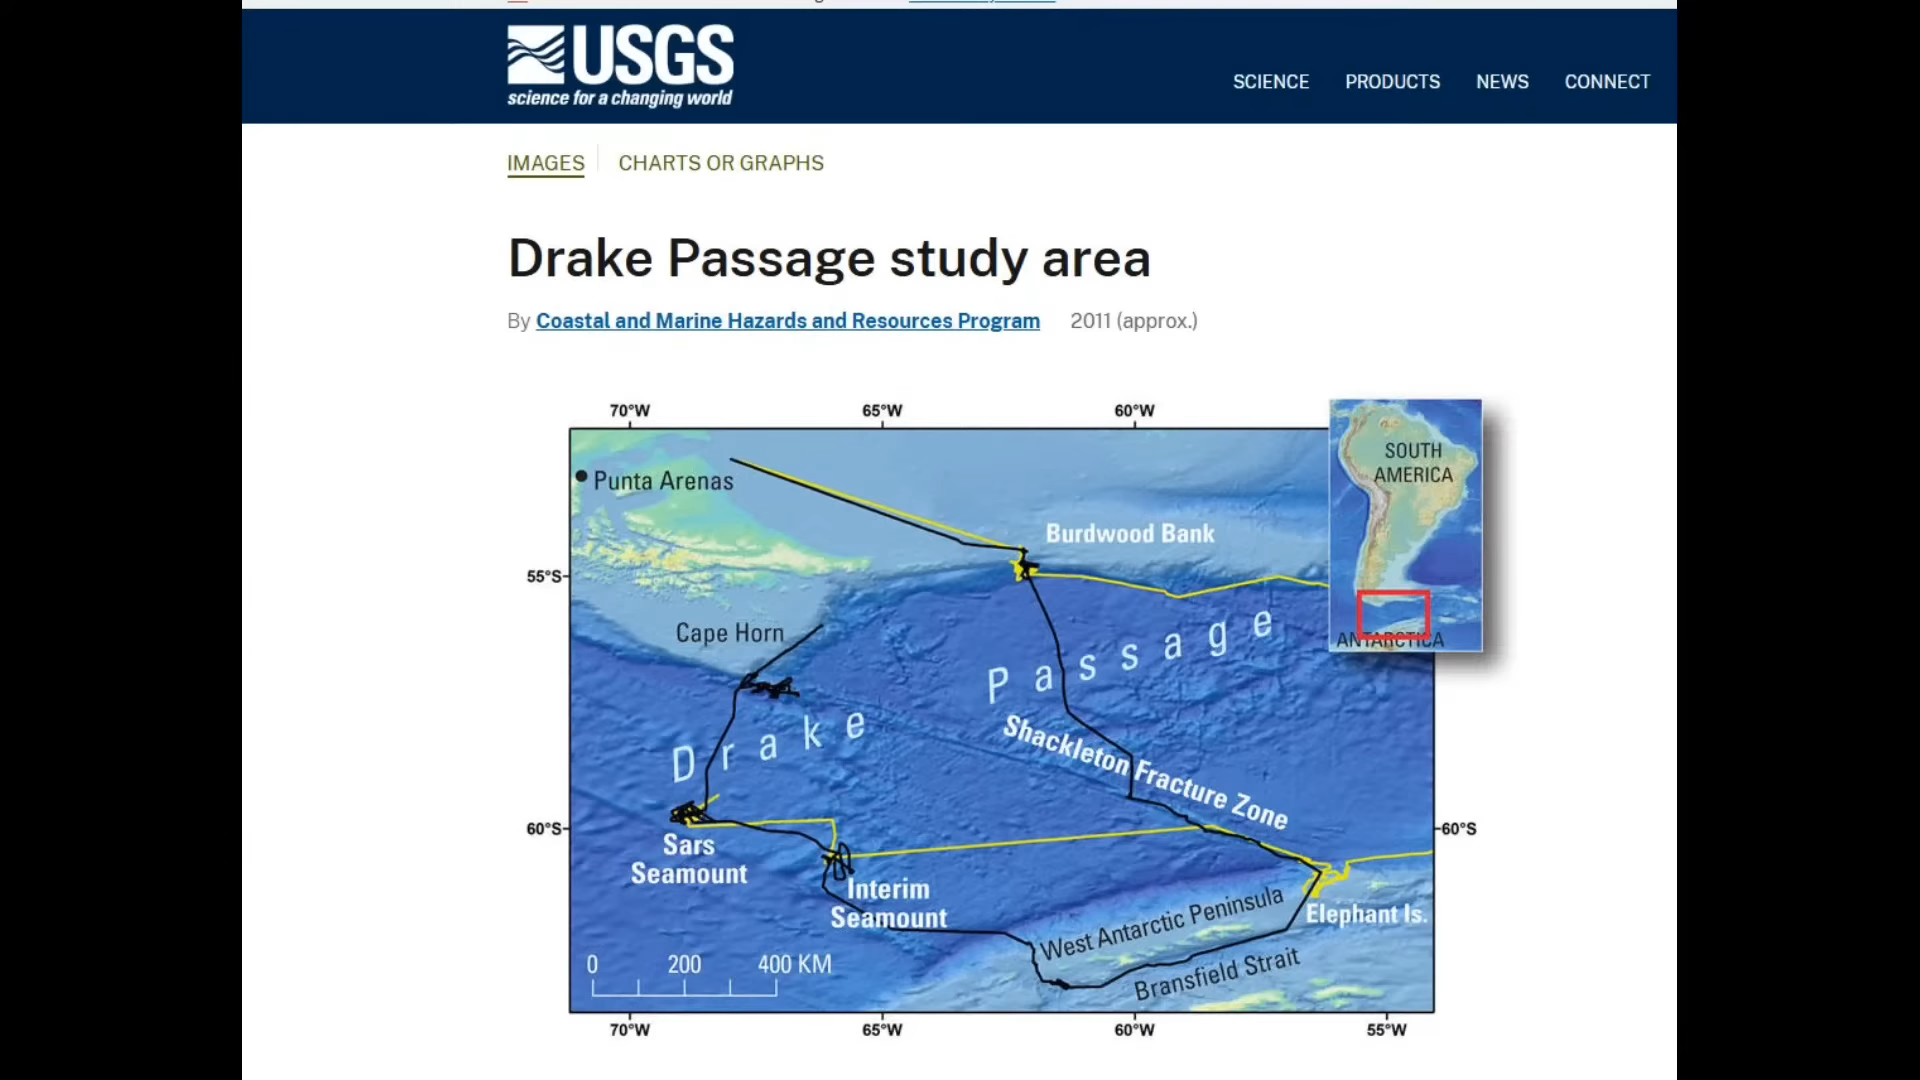 USGS
science for a changing world
SCIENCE PRODUCTS NEWS CONNECT
IMAGES CHARTS OR GRAPHS
Drake Passage study area
By Coastal and Marine Hazards and Resources Program 2011 (approx.)
70°W 65°W 60°W
SOUTH
AMERICA
Punta Arenas
Burdwood Bank
55°S
Cape Horn
ANTARCTICA
Passage
Drake
Shackleton Fracture Zone
60°S
60°S
Sars
Seamount
Interim
Seamount
West Antarctic Peninsula
Elephant Is.
Bransfield Strait
0 200 400 KM
70°W 65°W 60°W 55°W